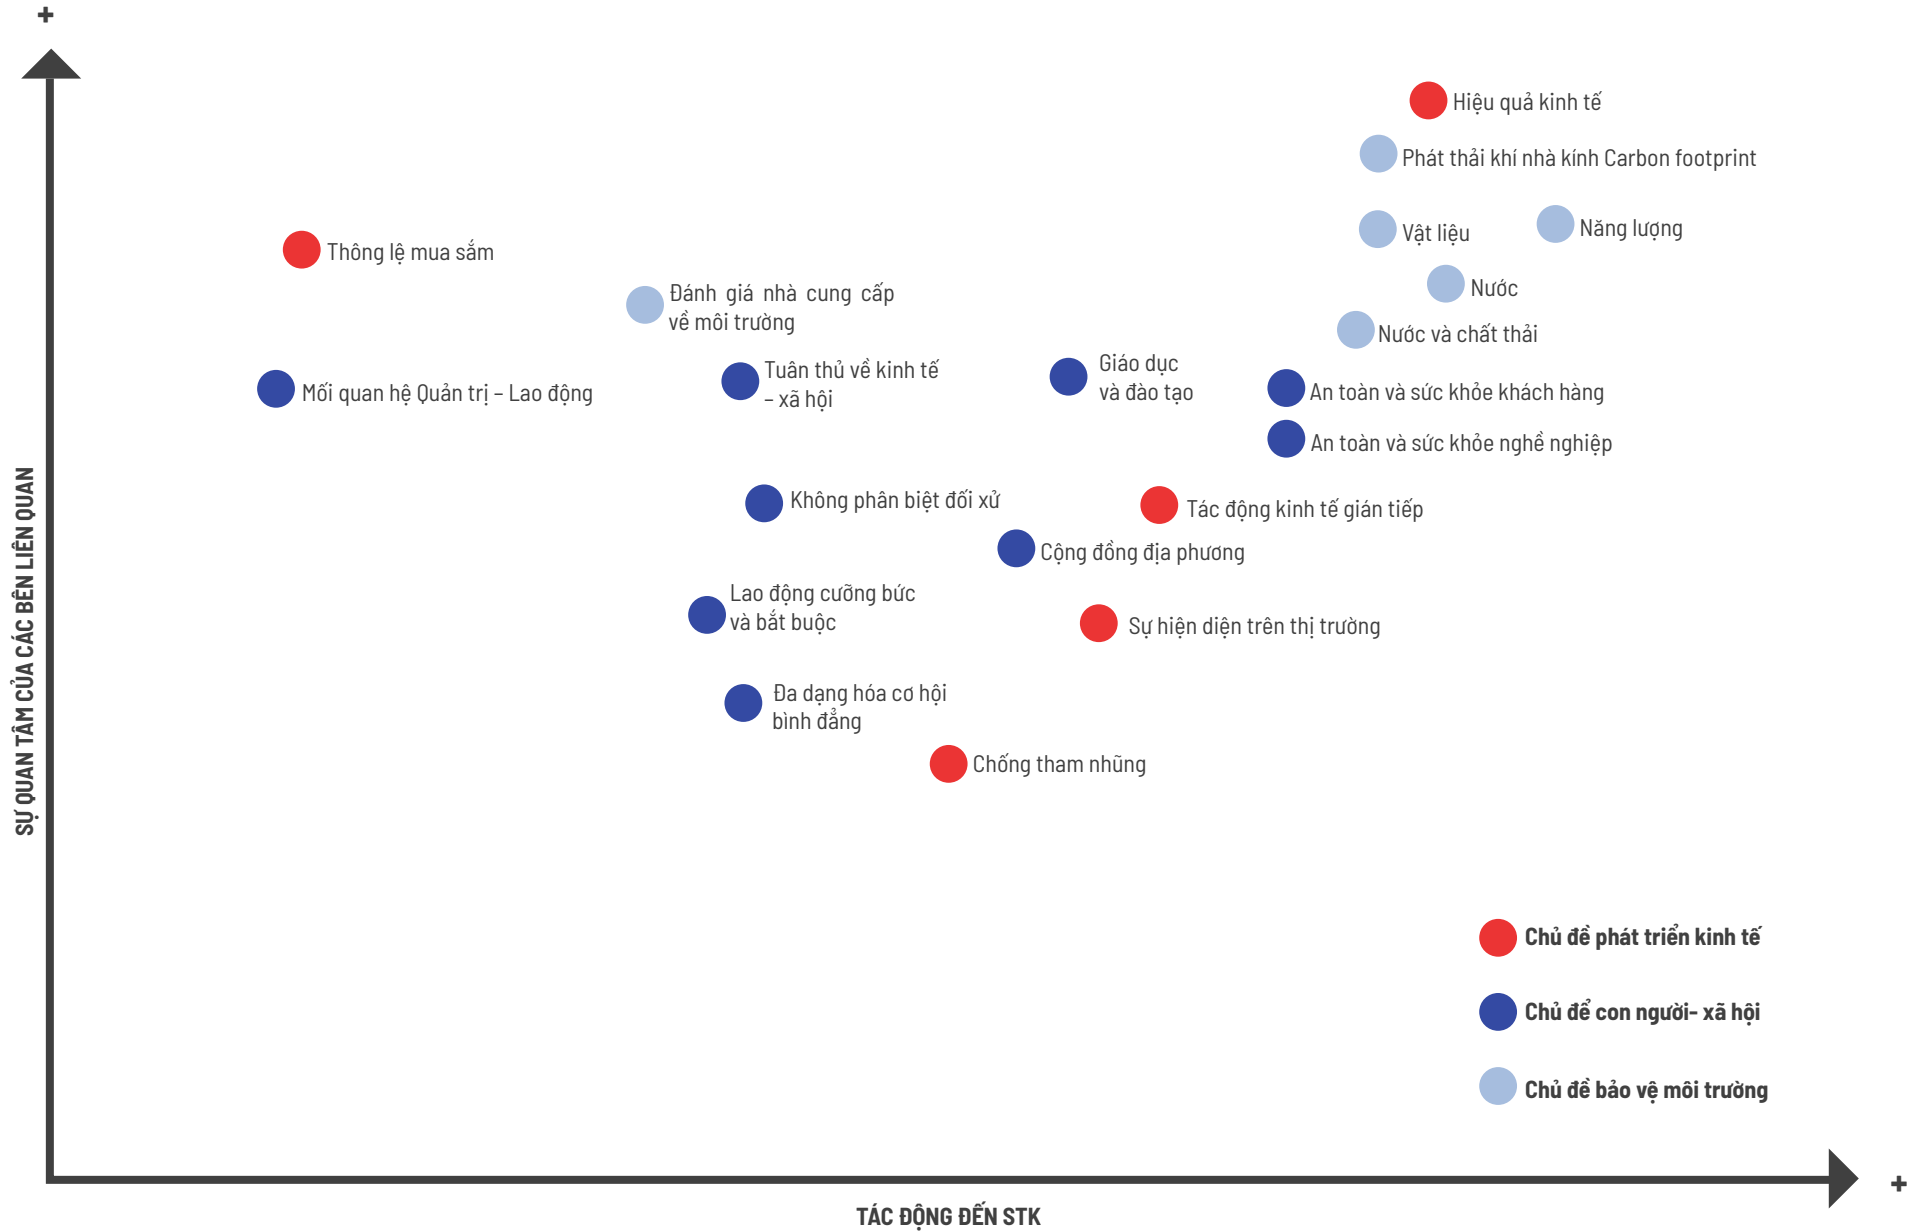 +
Hiệu quả kinh tế
Phát thải khí nhà kính Carbon footprint
Vật liệu
Năng lượng
Thông lệ mua sắm
Nước
Đánh giá nhà cung cấp
về môi trường
Nước và chất thải
Mối quan hệ Quản trị – Lao động
Tuân thủ về kinh tế
– xã hội
Giáo dục
và đào tạo
An toàn và sức khỏe khách hàng
An toàn và sức khỏe nghề nghiệp
Không phân biệt đối xử
Tác động kinh tế gián tiếp
Cộng đồng địa phương
Lao động cưỡng bức
và bắt buộc
Sự hiện diện trên thị trường
Đa dạng hóa cơ hội
bình đẳng
Chống tham nhũng
SỰ QUAN TÂM CỦA CÁC BÊN LIÊN QUAN
Chủ đề phát triển kinh tế
Chủ để con người- xã hội
Chủ đề bảo vệ môi trường
+
TÁC ĐỘNG ĐẾN STK